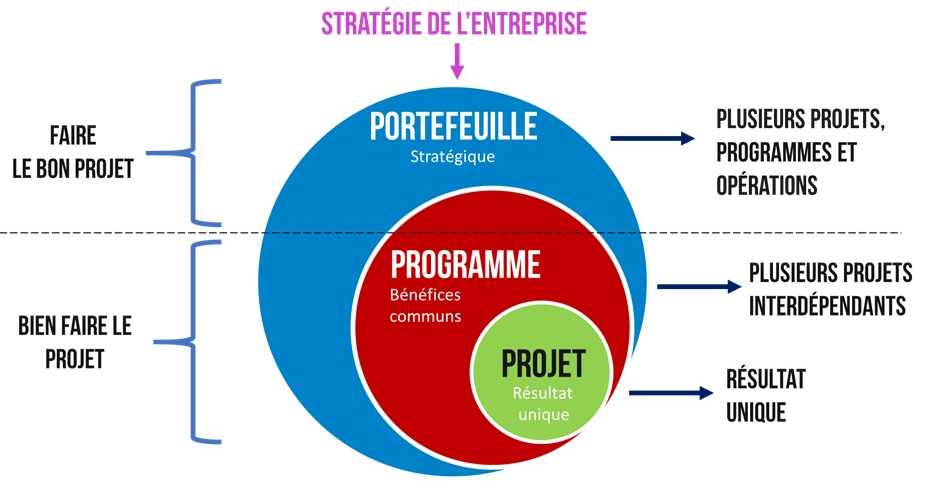 STRATÉGIE DE L'ENTREPRISE
FAIRE
LE BON PROJET
PORTEFEUILLE
Stratégique
PLUSIEURS PROJETS,
PROGRAMMES ET
OPÉRATIONS
BIEN FAIRE LE
PROJET
PROGRAMME
Bénéfices
communs
PLUSIEURS PROJETS
INTERDÉPENDANTS
PROJET
Résultat
unique
RÉSULTAT
UNIQUE